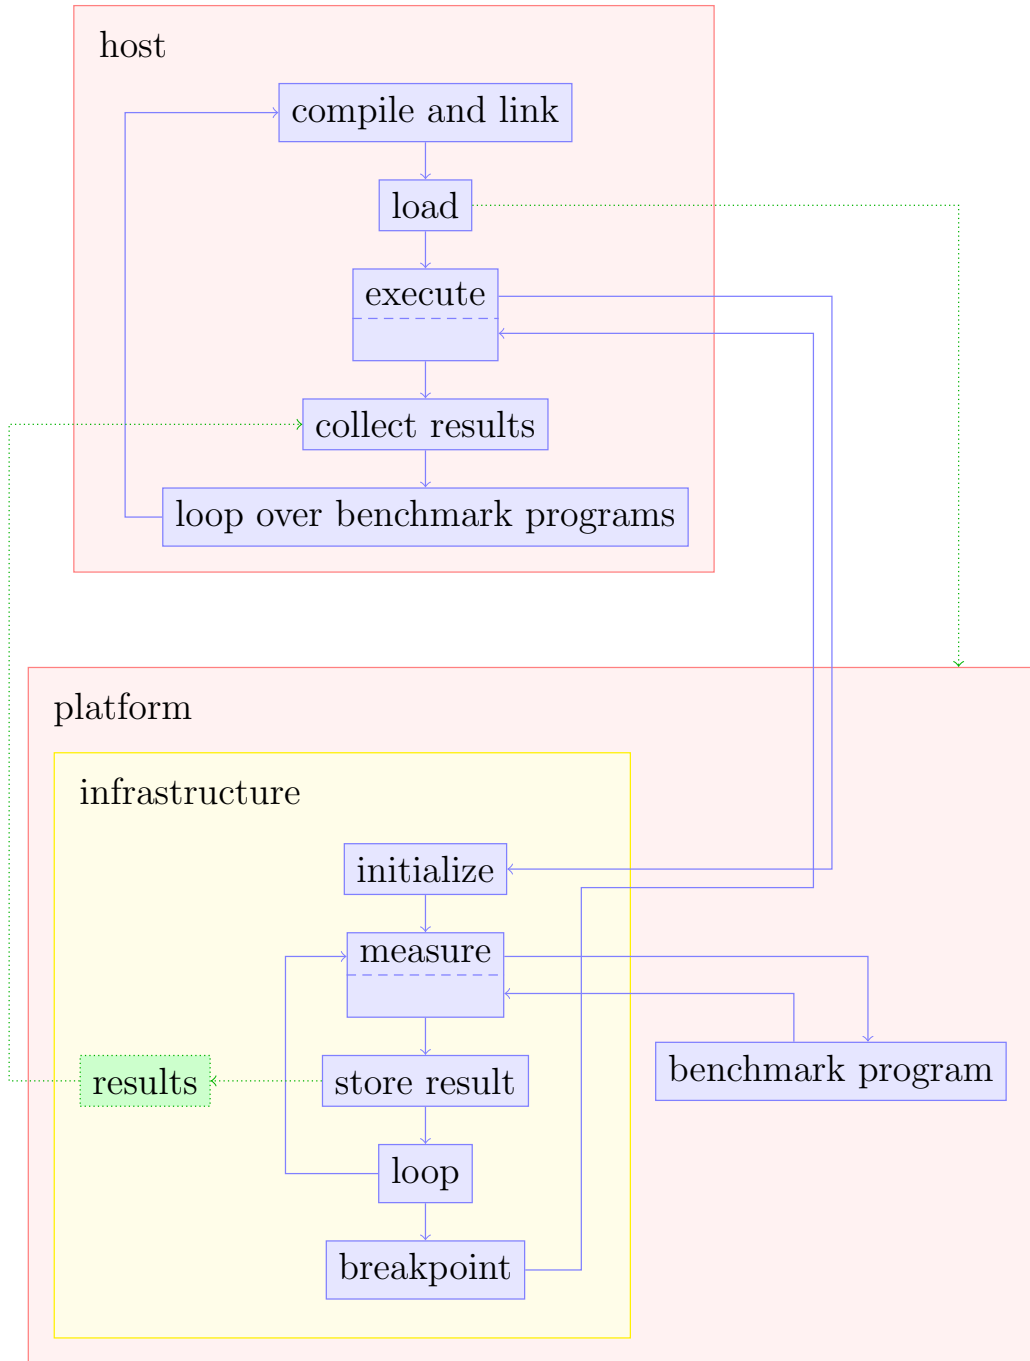 host
compile and link
load
execute
collect results
loop over benchmark programs
platform
infrastructure
initialize
measure
results
store result
benchmark program
loop
breakpoint